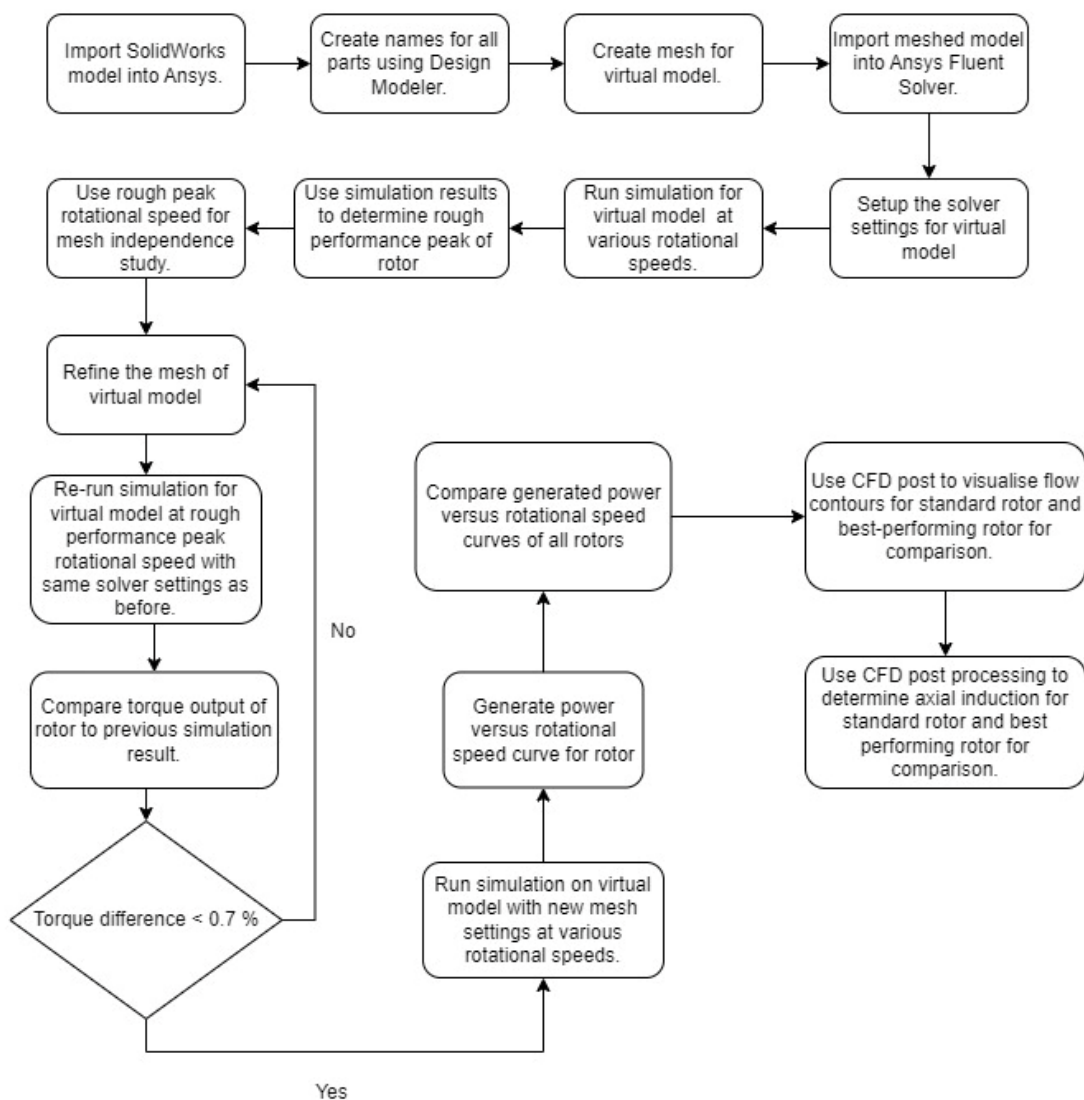 Import SolidWorks
model into Ansys.
Create names for all
parts using Design
Modeler.
Create mesh for
virtual model.
Import meshed model
into Ansys Fluent
Solver.
Setup the solver
settings for virtual
model
Run simulation for
virtual model at
various rotational
speeds.
Use simulation results
to determine rough
performance peak of
rotor
Use rough peak
rotational speed for
mesh independence
study.
Refine the mesh of
virtual model
Re-run simulation for
virtual model at rough
performance peak
rotational speed with
same solver settings as
before.
Compare torque output of
rotor to previous simulation
result.
Torque difference < 0.7 %
No
Yes
Run simulation on virtual
model with new mesh
settings at various
rotational speeds.
Generate power
versus rotational
speed curve for rotor
Compare generated power
versus rotational speed
curves of all rotors
Use CFD post to visualise flow
contours for standard rotor and
best-performing rotor for
comparison.
Use CFD post processing to
determine axial induction for
standard rotor and best
performing rotor for
comparison.